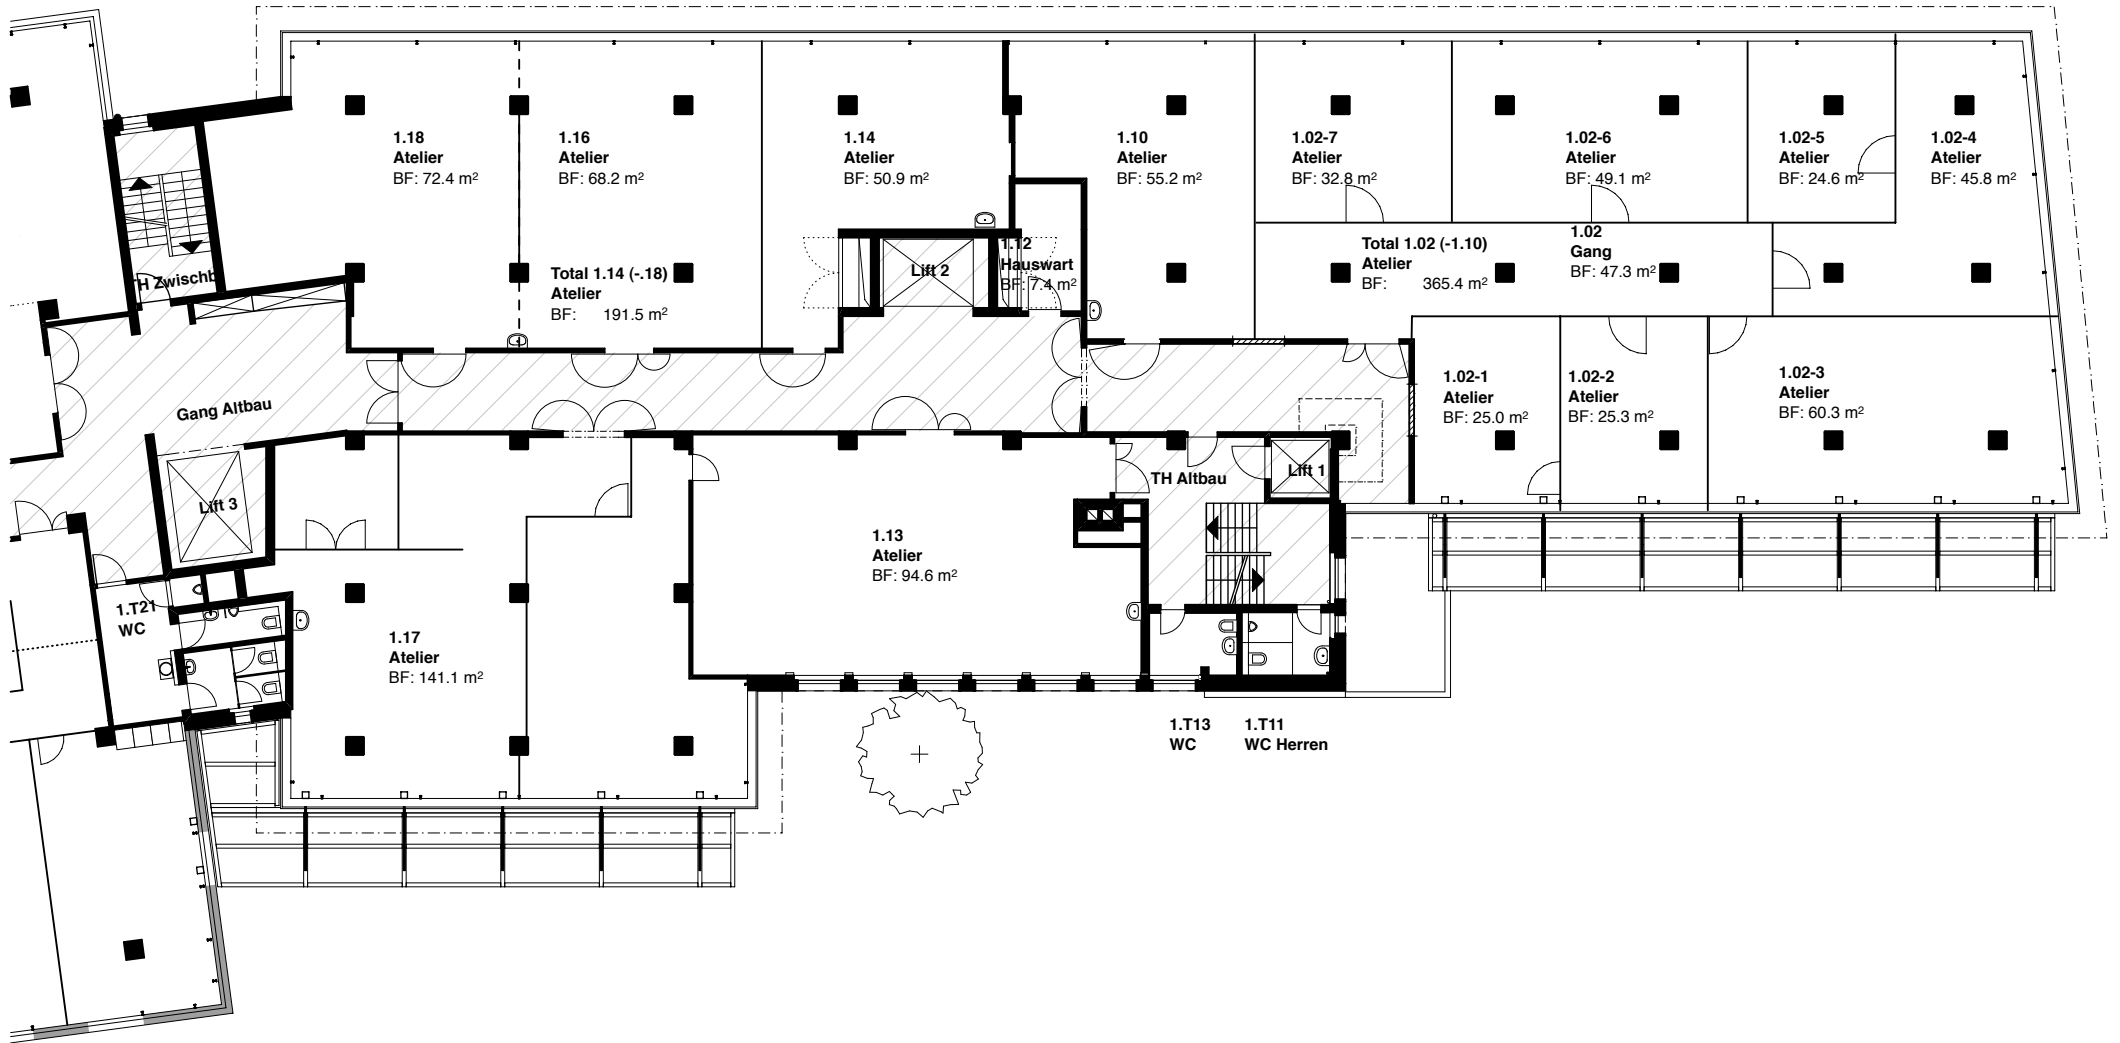 1.18
Atelier
BF: 72.4 m²
1.16
Atelier
BF: 68.2 m²
1.14
Atelier
BF: 50.9 m²
1.10
Atelier
BF: 55.2 m²
1.02-7
Atelier
BF: 32.8 m²
1.02-6
Atelier
BF: 49.1 m²
1.02-5
Atelier
BF: 24.6 m²
1.02-4
Atelier
BF: 45.8 m²
TH Zwischb
Total 1.14 (-.18)
Atelier
BF: 191.5 m²
Lift 2
1.12
Hauswart
BF: 7.4 m²
Total 1.02 (-1.10)
Atelier
BF: 365.4 m²
1.02
Gang
BF: 47.3 m²
Gang Altbau
1.02-1
Atelier
BF: 25.0 m²
1.02-2
Atelier
BF: 25.3 m²
1.02-3
Atelier
BF: 60.3 m²
Lift 3
TH Altbau
Lift 1
1.13
Atelier
BF: 94.6 m²
1.T21
WC
1.17
Atelier
BF: 141.1 m²
1.T13
WC
1.T11
WC Herren